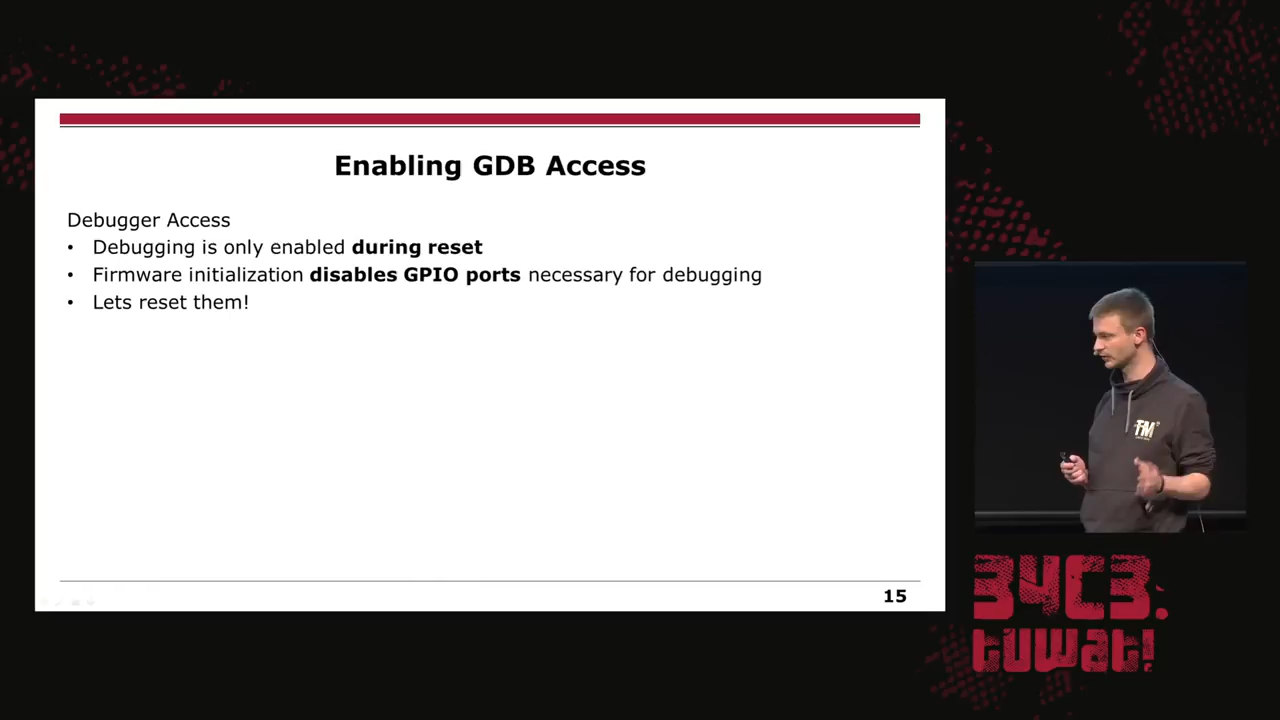 Enabling GDB Access
Debugger Access
• Debugging is only enabled during reset
• Firmware initialization disables GPIO ports necessary for debugging
• Lets reset them!
15
TM
34C3.
tuwat!